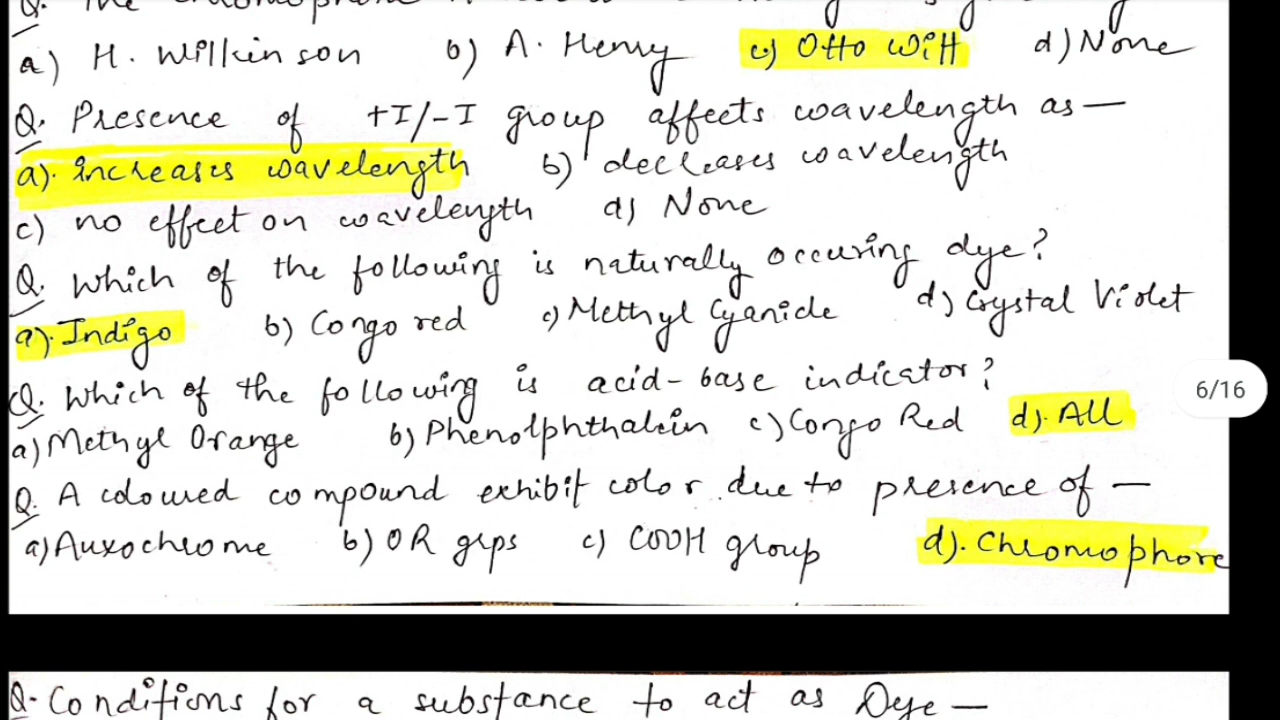 Q. The Chromophore
a) H. Wilkinson b) A. Henry c) Otto Witt d) None
Q. Presence of +I/-I group affects wavelength as —
a). increases wavelength b) decreases wavelength
c) no effect on wavelength d) None
Q. Which of the following is naturally occuring dye?
a). Indigo b) Congo red c) Methyl Cyanide d) Crystal Violet
Q. Which of the following is acid-base indicator?
a) Methyl Orange b) Phenolphthalein c) Congo Red d). All
Q. A coloured compound exhibit color due to presence of —
a) Auxochrome b) OR grps c) COOH group d). Chromophore
6/16
Q. Conditions for a substance to act as Dye —